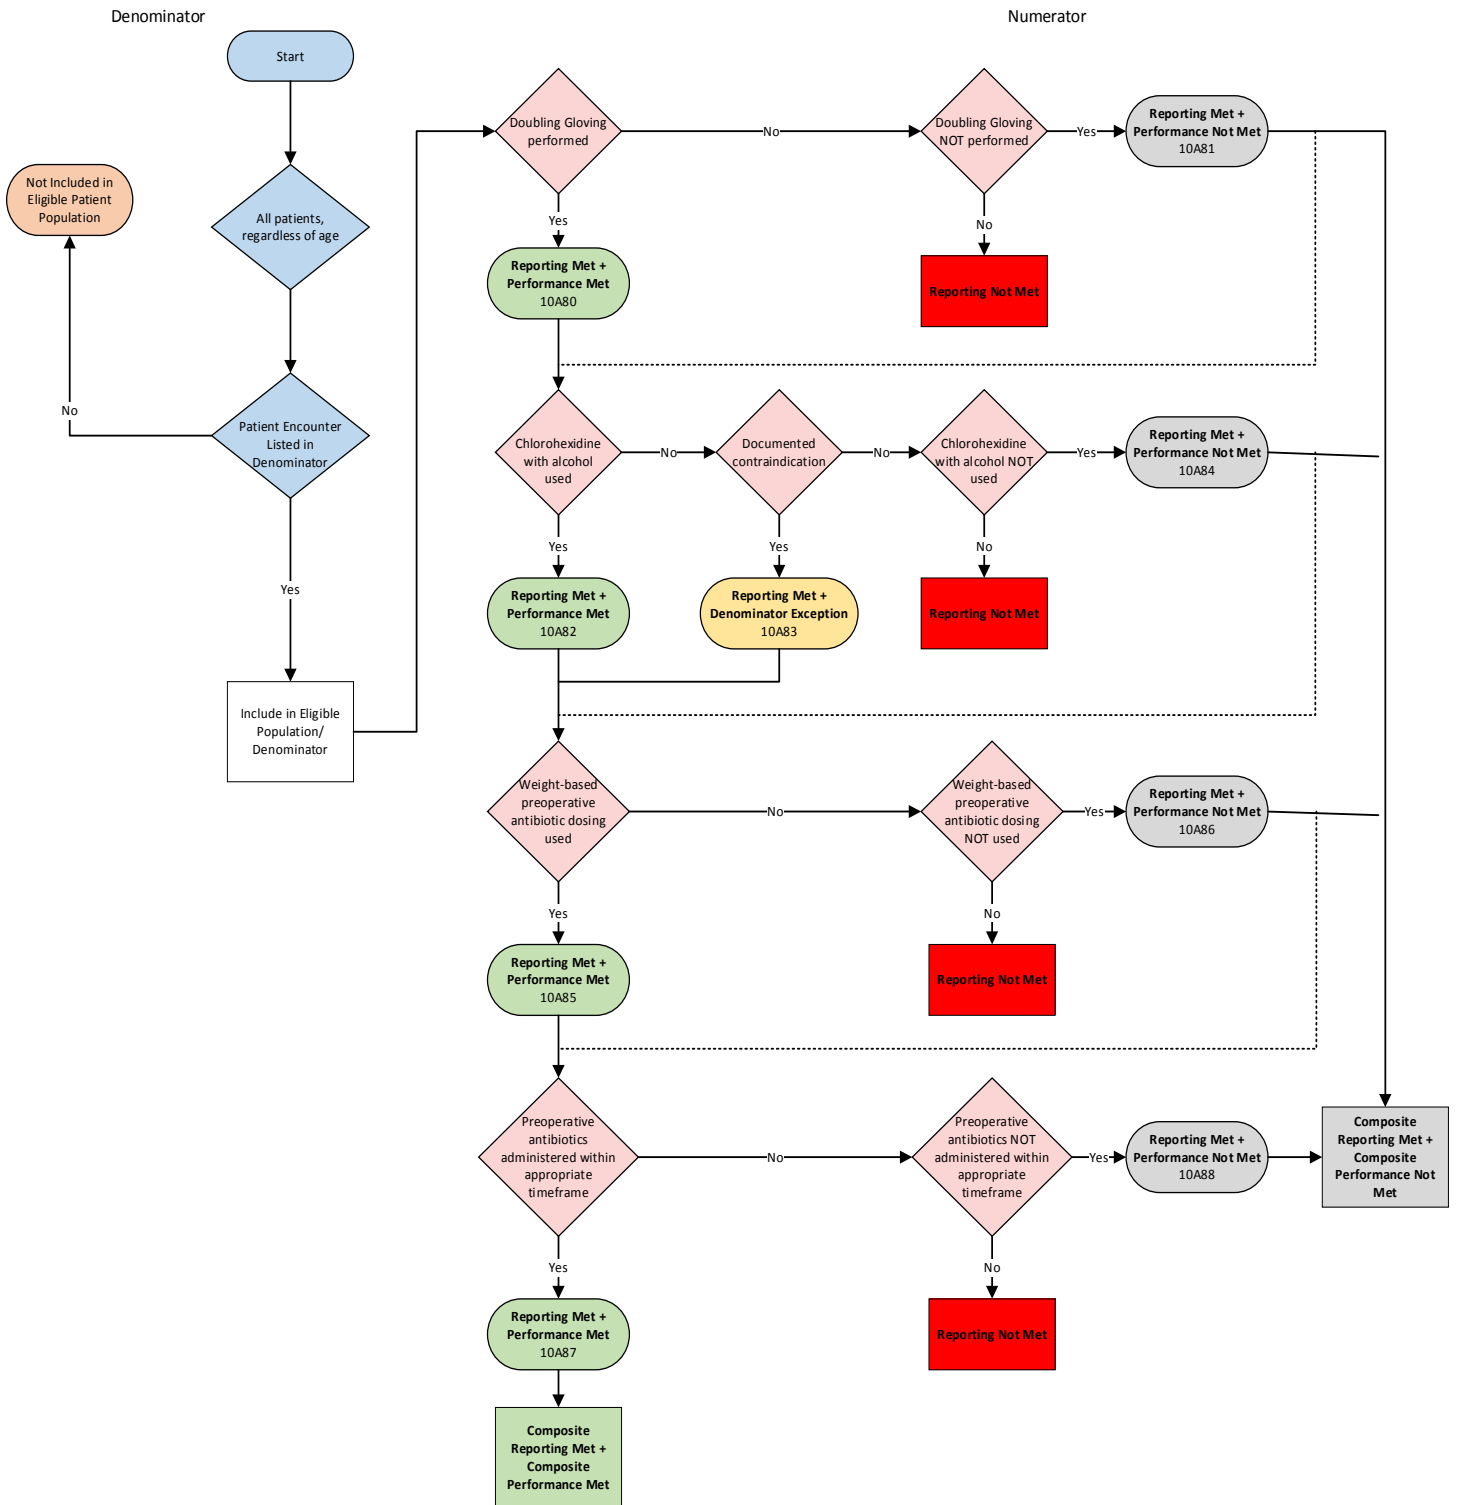 Denominator
Numerator
Start
All patients,
regardless of age
Not Included in
Eligible Patient
Population
No
Patient Encounter
Listed in
Denominator
Yes
Include in Eligible
Population/
Denominator
Doubling Gloving
performed
No
Doubling Gloving
NOT performed
Yes
Reporting Met +
Performance Not Met
10A81
Yes
Reporting Met +
Performance Met
10A80
No
Reporting Not Met
Chlorohexidine
with alcohol
used
No
Documented
contraindication
No
Chlorohexidine
with alcohol NOT
used
Yes
Reporting Met +
Performance Not Met
10A84
Yes
Reporting Met +
Performance Met
10A82
Yes
Reporting Met +
Denominator Exception
10A83
No
Reporting Not Met
Weight-based
preoperative
antibiotic dosing
used
No
Weight-based
preoperative
antibiotic dosing
NOT used
Yes
Reporting Met +
Performance Not Met
10A86
Yes
Reporting Met +
Performance Met
10A85
No
Reporting Not Met
Preoperative
antibiotics
administered within
appropriate
timeframe
No
Preoperative
antibiotics NOT
administered within
appropriate
timeframe
Yes
Reporting Met +
Performance Not Met
10A88
Composite
Reporting Met +
Composite
Performance Not
Met
Yes
Reporting Met +
Performance Met
10A87
No
Reporting Not Met
Composite
Reporting Met +
Composite
Performance Met